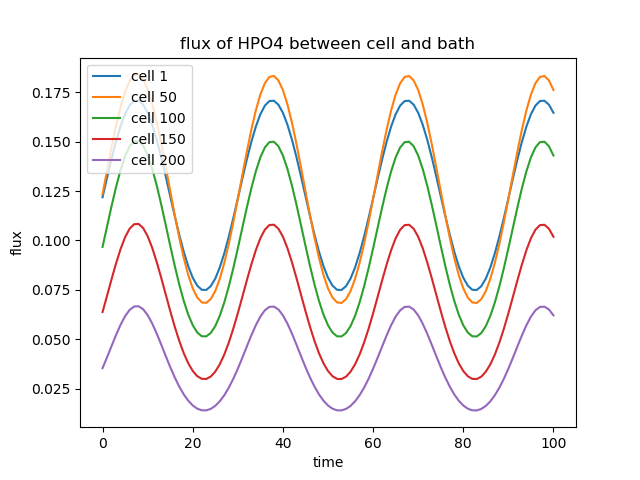 flux of HPO4 between cell and bath
cell 1
cell 50
cell 100
cell 150
cell 200
0.175
0.150
0.125
0.100
0.075
0.050
0.025
flux
0 20 40 60 80 100
time